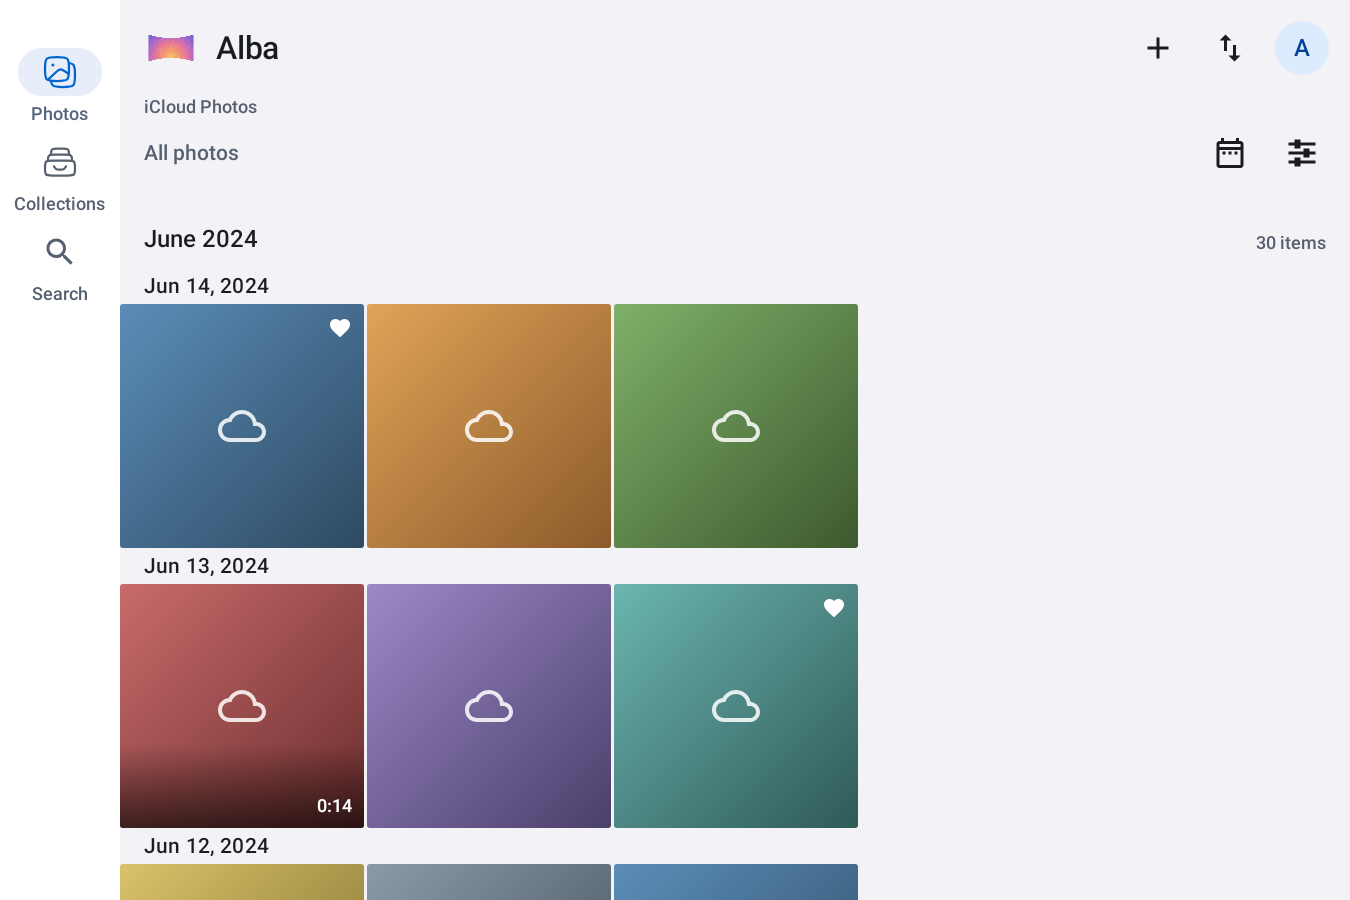 Alba
A
Photos
iCloud Photos
All photos
Collections
Search
June 2024
30 items
Jun 14, 2024
Jun 13, 2024
0:14
Jun 12, 2024